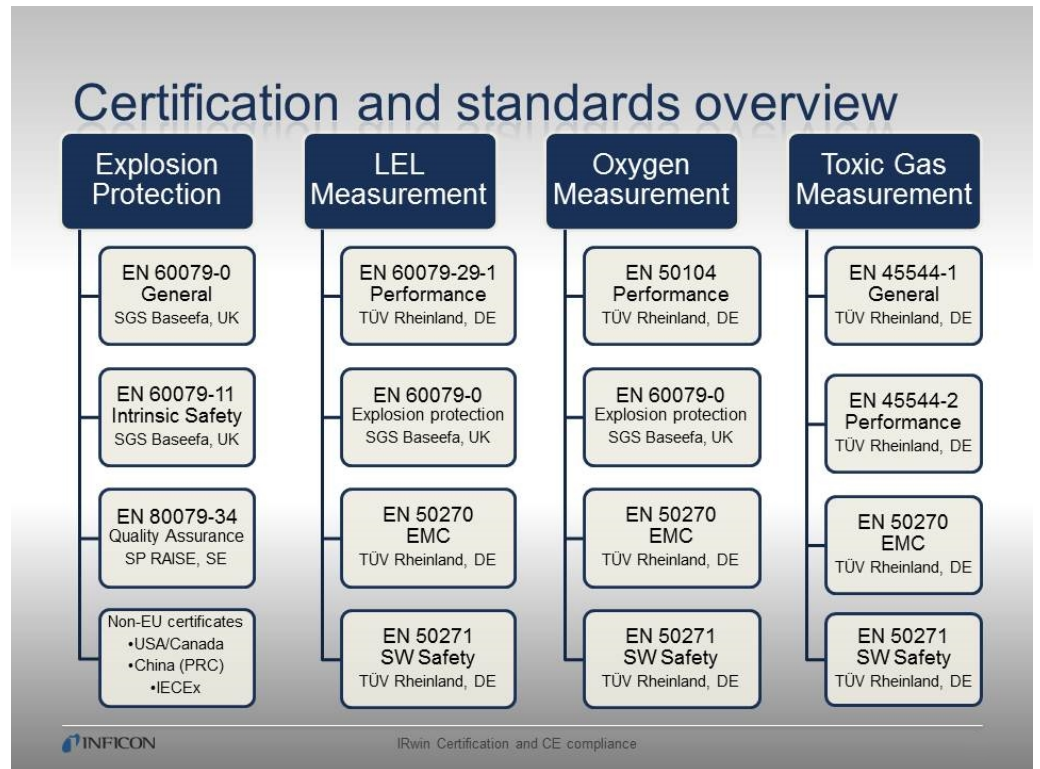 Certification and standards overview
Explosion
Protection
EN 60079-0
General
SGS Baseefa, UK
EN 60079-11
Intrinsic Safety
SGS Baseefa, UK
EN 80079-34
Quality Assurance
SP RAISE, SE
Non-EU certificates
•USA/Canada
•China (PRC)
•IECEx
LEL
Measurement
EN 60079-29-1
Performance
TÜV Rheinland, DE
EN 60079-0
Explosion protection
SGS Baseefa, UK
EN 50270
EMC
TÜV Rheinland, DE
EN 50271
SW Safety
TÜV Rheinland, DE
Oxygen
Measurement
EN 50104
Performance
TÜV Rheinland, DE
EN 60079-0
Explosion protection
SGS Baseefa, UK
EN 50270
EMC
TÜV Rheinland, DE
EN 50271
SW Safety
TÜV Rheinland, DE
Toxic Gas
Measurement
EN 45544-1
General
TÜV Rheinland, DE
EN 45544-2
Performance
TÜV Rheinland, DE
EN 50270
EMC
TÜV Rheinland, DE
EN 50271
SW Safety
TÜV Rheinland, DE
INFICON
IRwin Certification and CE compliance